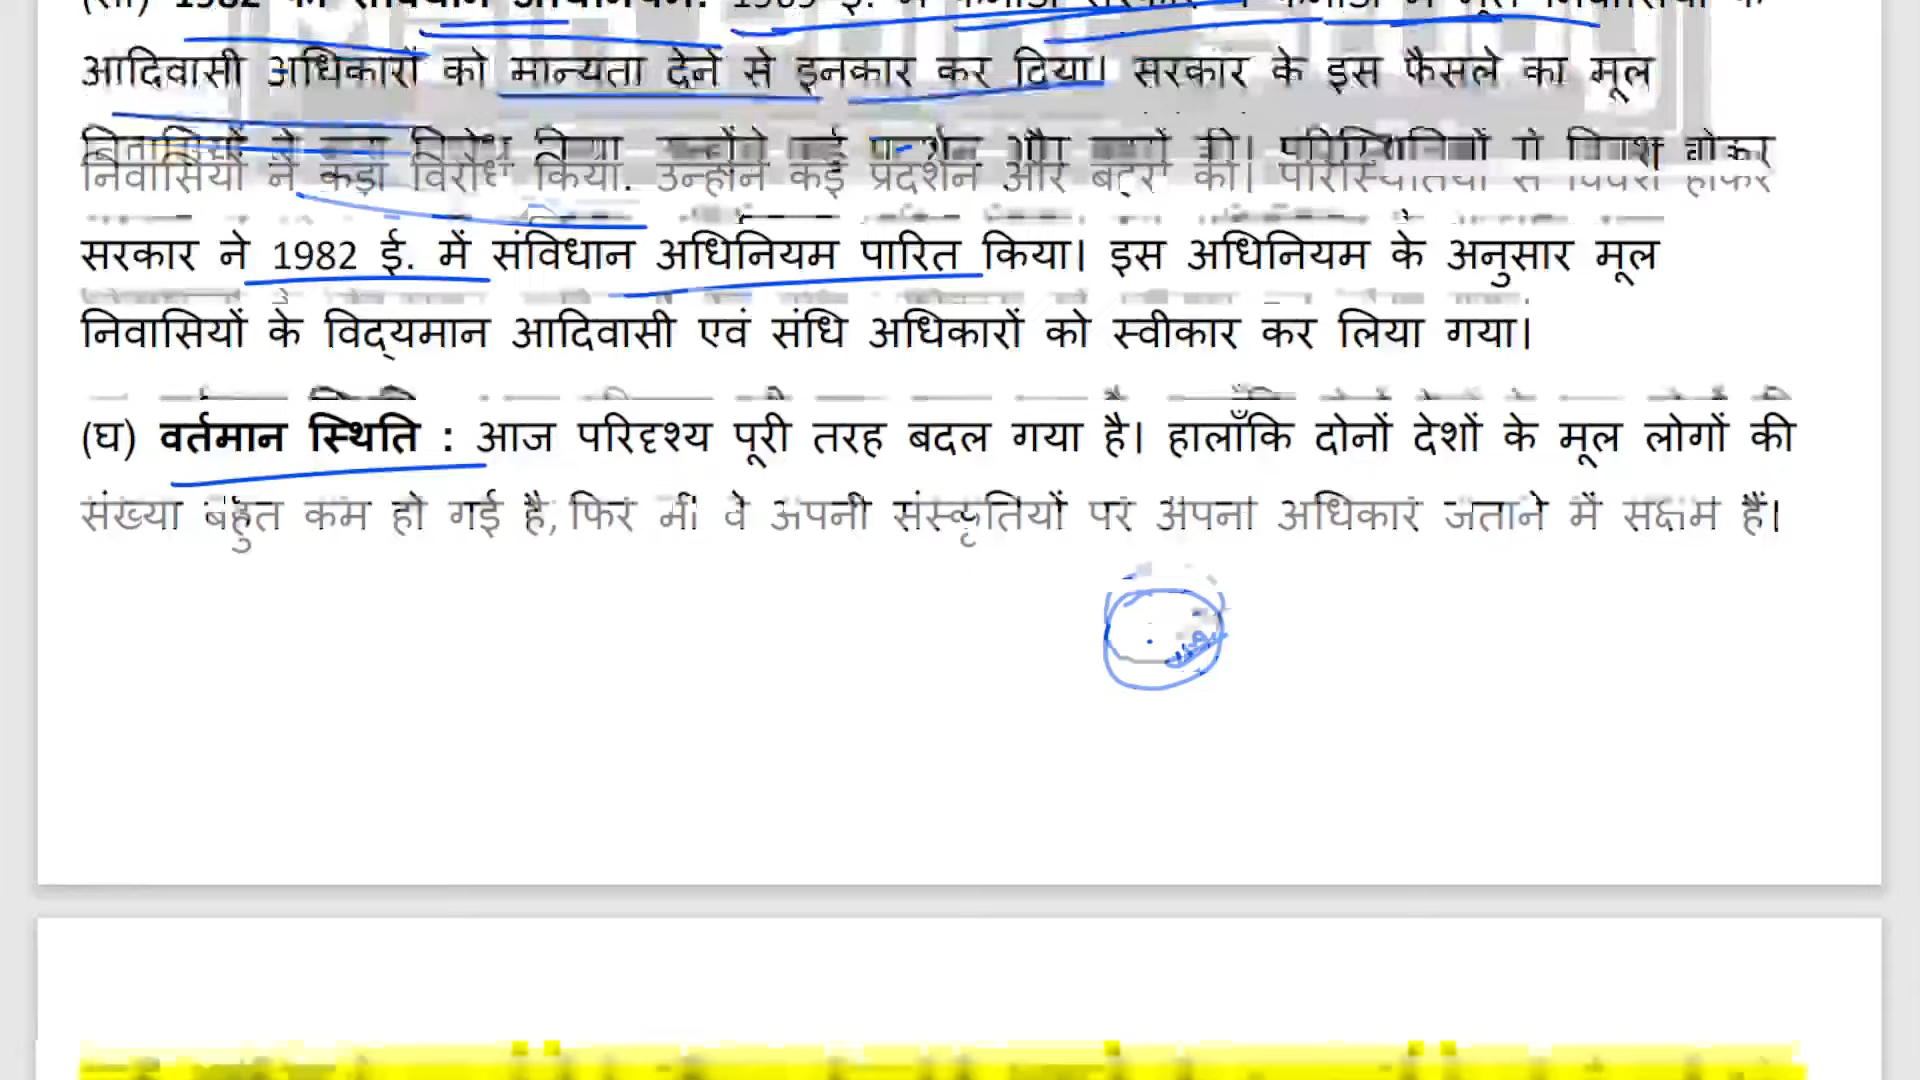 आदिवासी अधिकारों को मान्यता देने से इनकार कर दिया। सरकार के इस फैसले का मूल
निवासियों ने कड़ा विरोध किया. उन्होंने कई प्रदर्शन और बैठकें कीं। परिस्थितियों से विवश होकर
सरकार ने 1982 ई. में संविधान अधिनियम पारित किया। इस अधिनियम के अनुसार मूल
निवासियों के विद्यमान आदिवासी एवं संधि अधिकारों को स्वीकार कर लिया गया।
(घ) वर्तमान स्थिति : आज परिदृश्य पूरी तरह बदल गया है। हालाँकि दोनों देशों के मूल लोगों की
संख्या बहुत कम हो गई है, फिर भी वे अपनी संस्कृतियों पर अपना अधिकार जताने में सक्षम हैं।